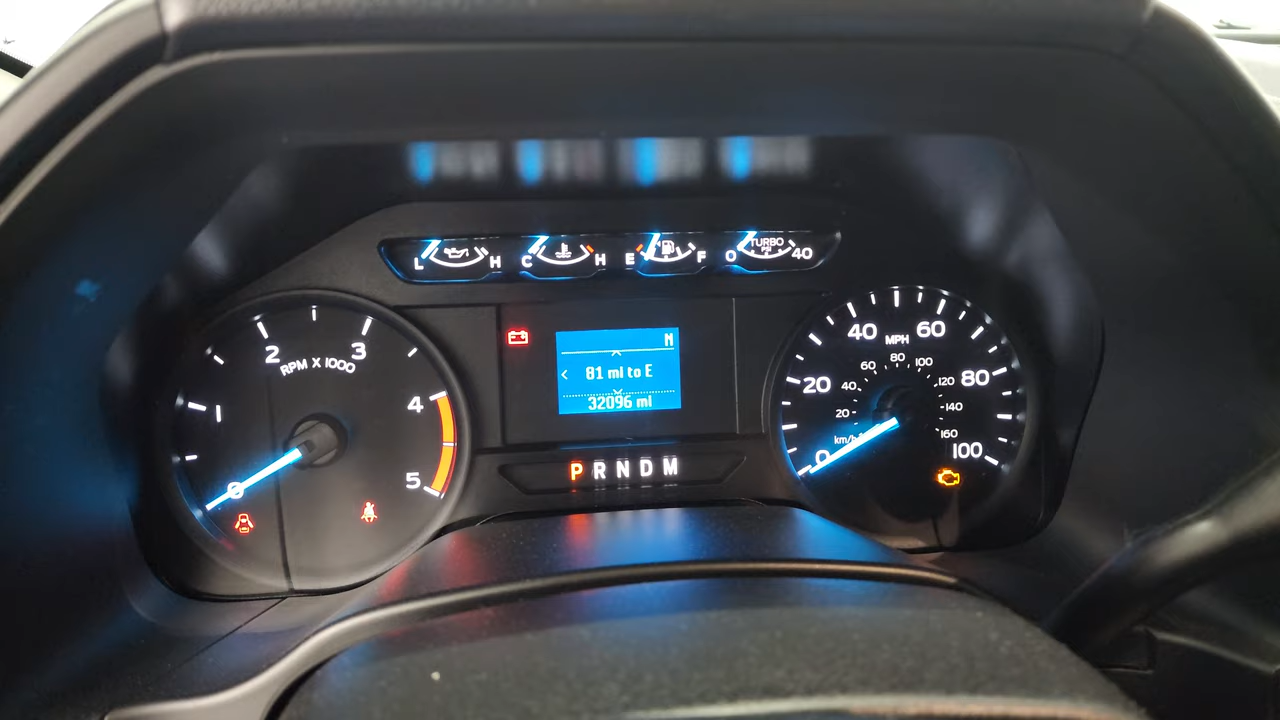 L H C H E F 0 TURBO PSI 40
1 2 3 4 5
RPM X 1000
0
N
< 81 mi to E
32096 mi
P R N D M
0 20 40 60 80 100
MPH
20 40 60 80 100 120 140 160
km/h